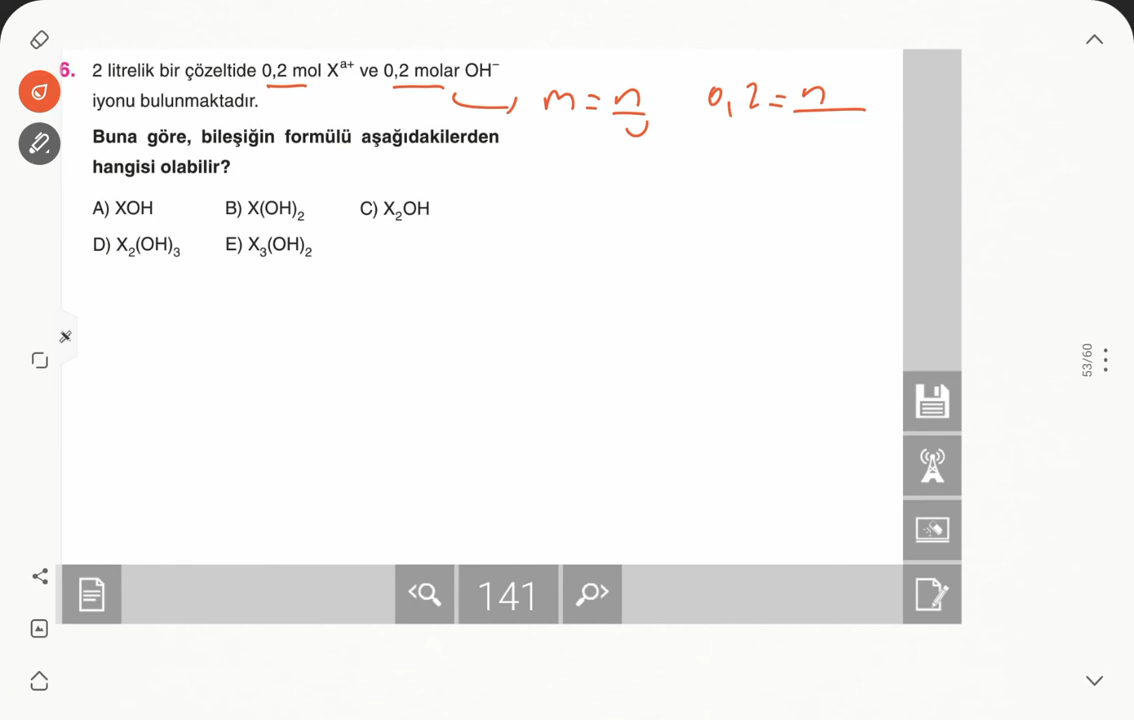 6. 2 litrelik bir çözeltide 0,2 mol Xᵃ⁺ ve 0,2 molar OH⁻
iyonu bulunmaktadır.
m = n/v 0,2 = n
Buna göre, bileşiğin formülü aşağıdakilerden
hangisi olabilir?
A) XOH B) X(OH)₂ C) X₂OH
D) X₂(OH)₃ E) X₃(OH)₂
53/60
141